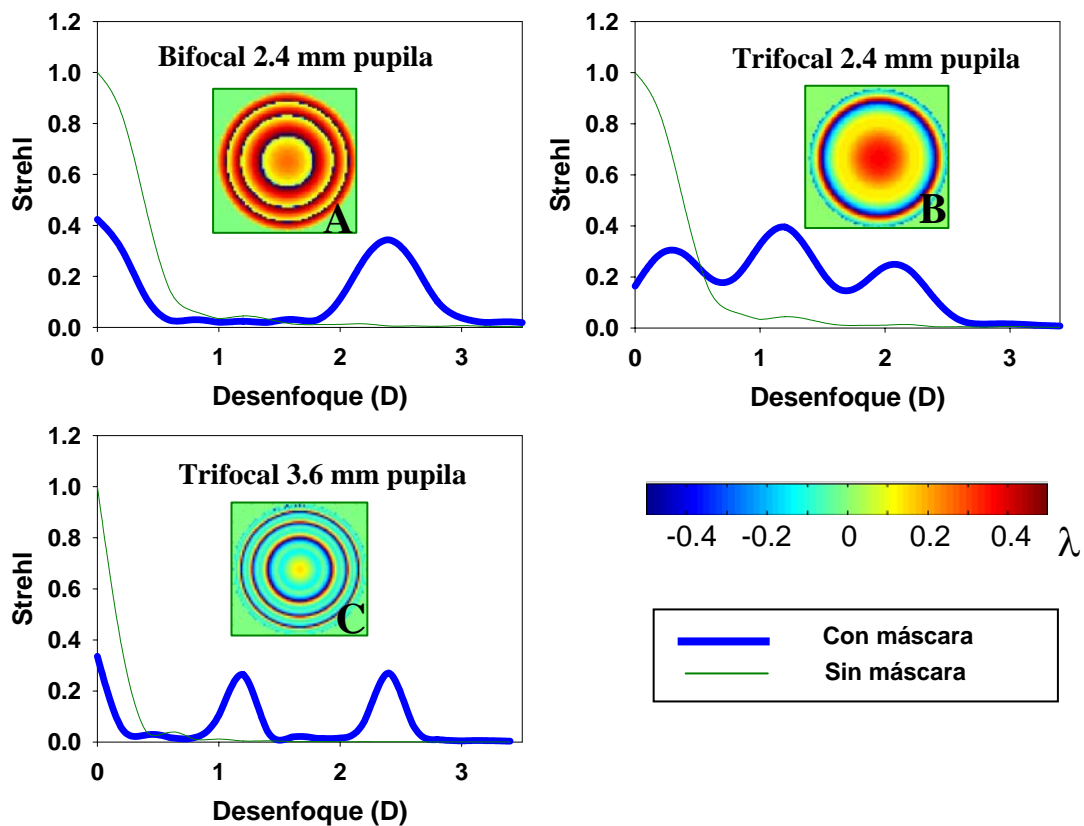 Bifocal 2.4 mm pupila
1.2
1.0
0.8
0.6
0.4
0.2
0.0
Strehl
A
0 1 2 3
Desenfoque (D)
Trifocal 2.4 mm pupila
1.2
1.0
0.8
0.6
0.4
0.2
0.0
Strehl
B
0 1 2 3
Desenfoque (D)
Trifocal 3.6 mm pupila
1.2
1.0
0.8
0.6
0.4
0.2
0.0
Strehl
C
0 1 2 3
Desenfoque (D)
-0.4 -0.2 0 0.2 0.4 λ
Con máscara
Sin máscara